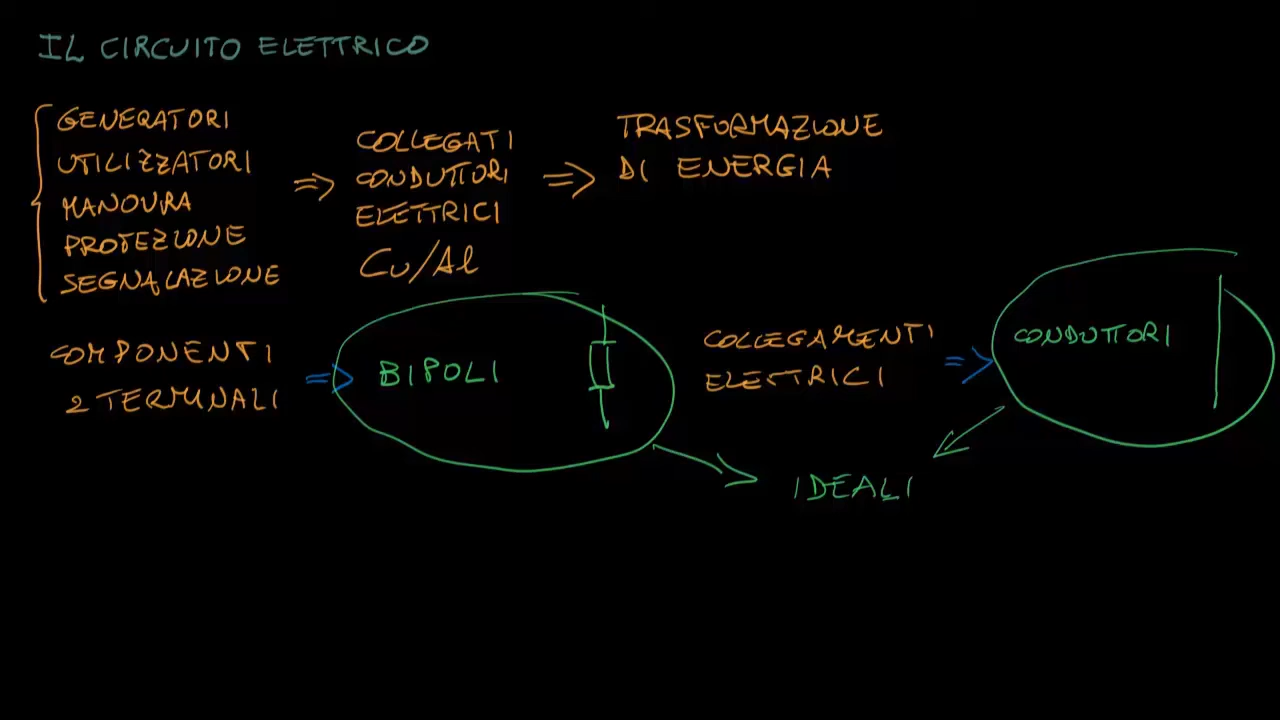 IL CIRCUITO ELETTRICO
GENERATORI
UTILIZZATORI
MANOVRA
PROTEZIONE
SEGNALAZIONE
⇒
COLLEGATI
CONDUTTORI
ELETTRICI
Cu/Al
⇒
TRASFORMAZIONE
DI ENERGIA
COMPONENTI
2 TERMINALI
⇒
BIPOLI
COLLEGAMENTI
ELETTRICI
⇒
CONDUTTORI
IDEALI